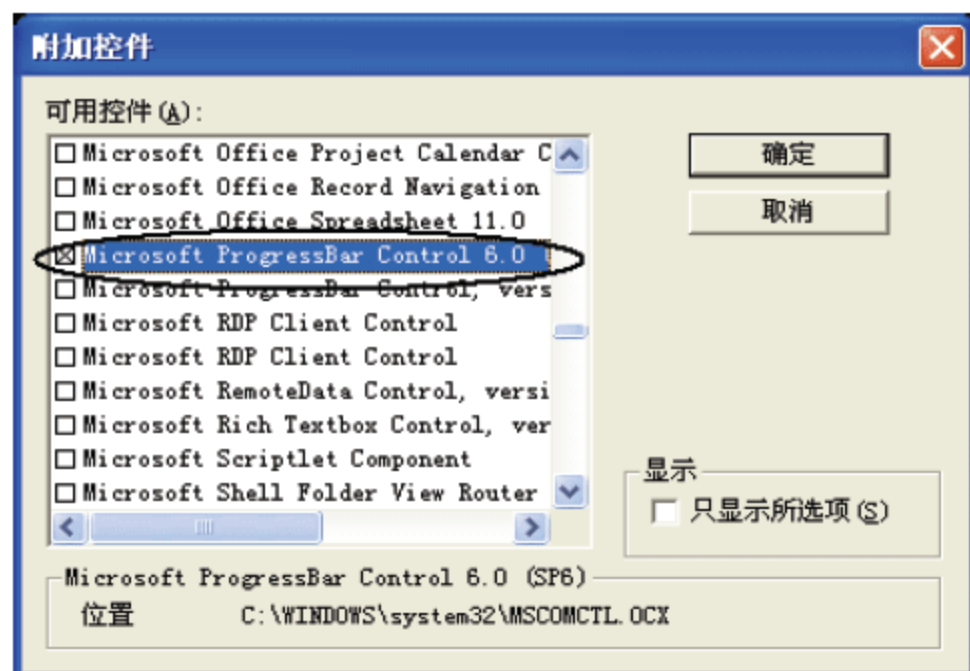 附加控件
可用控件(A):
Microsoft Office Project Calendar C
Microsoft Office Record Navigation
Microsoft Office Spreadsheet 11.0
Microsoft ProgressBar Control 6.0
Microsoft ProgressBar Control, vers
Microsoft RDP Client Control
Microsoft RDP Client Control
Microsoft RemoteData Control, versi
Microsoft Rich Textbox Control, ver
Microsoft Scriptlet Component
Microsoft Shell Folder View Router
确定
取消
显示
只显示所选项(S)
Microsoft ProgressBar Control 6.0 (SP6)
位置 C:\WINDOWS\system32\MSCOMCTL.OCX